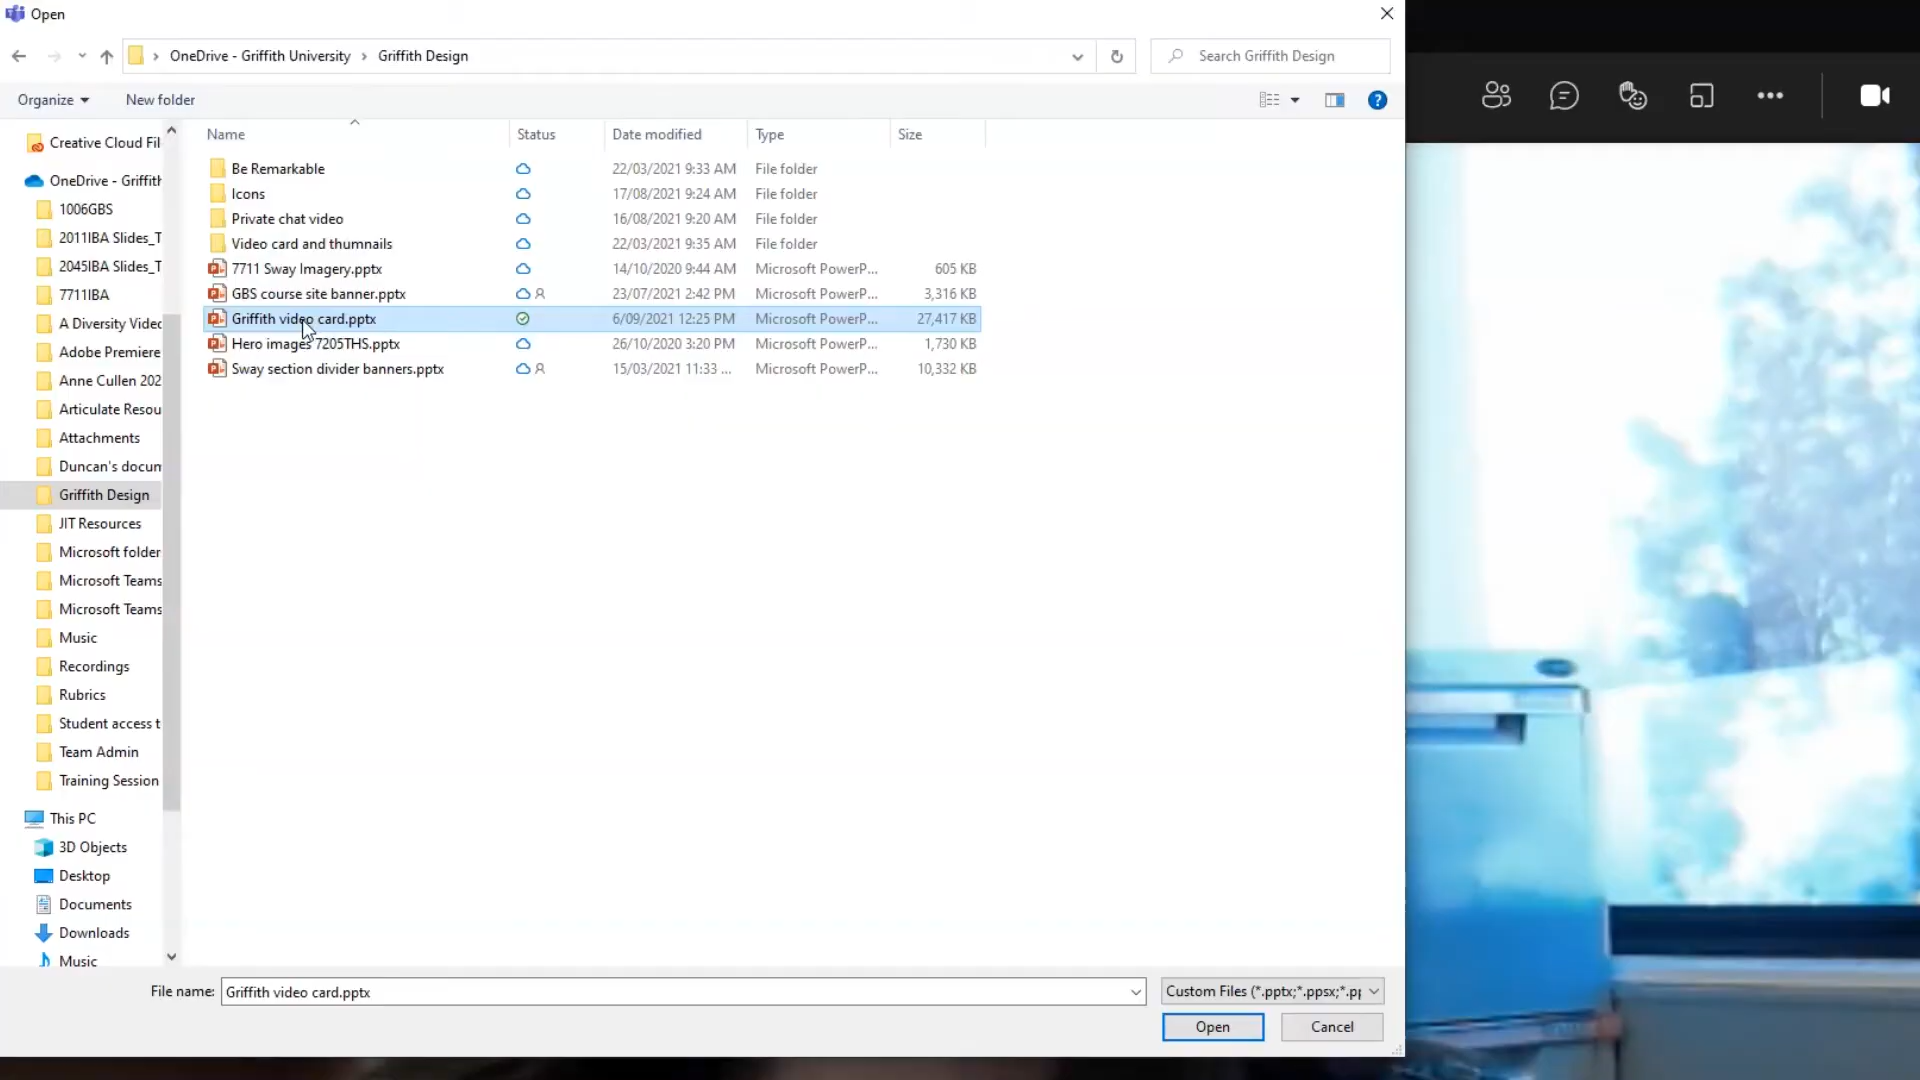 Open
OneDrive - Griffith University > Griffith Design
Search Griffith Design
Organize
New folder
Name Status Date modified Type Size
Be Remarkable 22/03/2021 9:33 AM File folder
Icons 17/08/2021 9:24 AM File folder
Private chat video 16/08/2021 9:20 AM File folder
Video card and thumnails 22/03/2021 9:35 AM File folder
7711 Sway Imagery.pptx 14/10/2020 9:44 AM Microsoft PowerP... 605 KB
GBS course site banner.pptx 23/07/2021 2:42 PM Microsoft PowerP... 3,316 KB
Griffith video card.pptx 6/09/2021 12:25 PM Microsoft PowerP... 27,417 KB
Hero images 7205THS.pptx 26/10/2020 3:20 PM Microsoft PowerP... 1,730 KB
Sway section divider banners.pptx 15/03/2021 11:33 ... Microsoft PowerP... 10,332 KB
Creative Cloud Fil
OneDrive - Griffith
1006GBS
2011IBA Slides_T
2045IBA Slides_T
7711IBA
A Diversity Video
Adobe Premiere
Anne Cullen 202
Articulate Resou
Attachments
Duncan's docum
Griffith Design
JIT Resources
Microsoft folder
Microsoft Teams
Microsoft Teams
Music
Recordings
Rubrics
Student access t
Team Admin
Training Session
This PC
3D Objects
Desktop
Documents
Downloads
Music
File name: Griffith video card.pptx
Custom Files (*.pptx;*.ppsx;*.pp
Open
Cancel